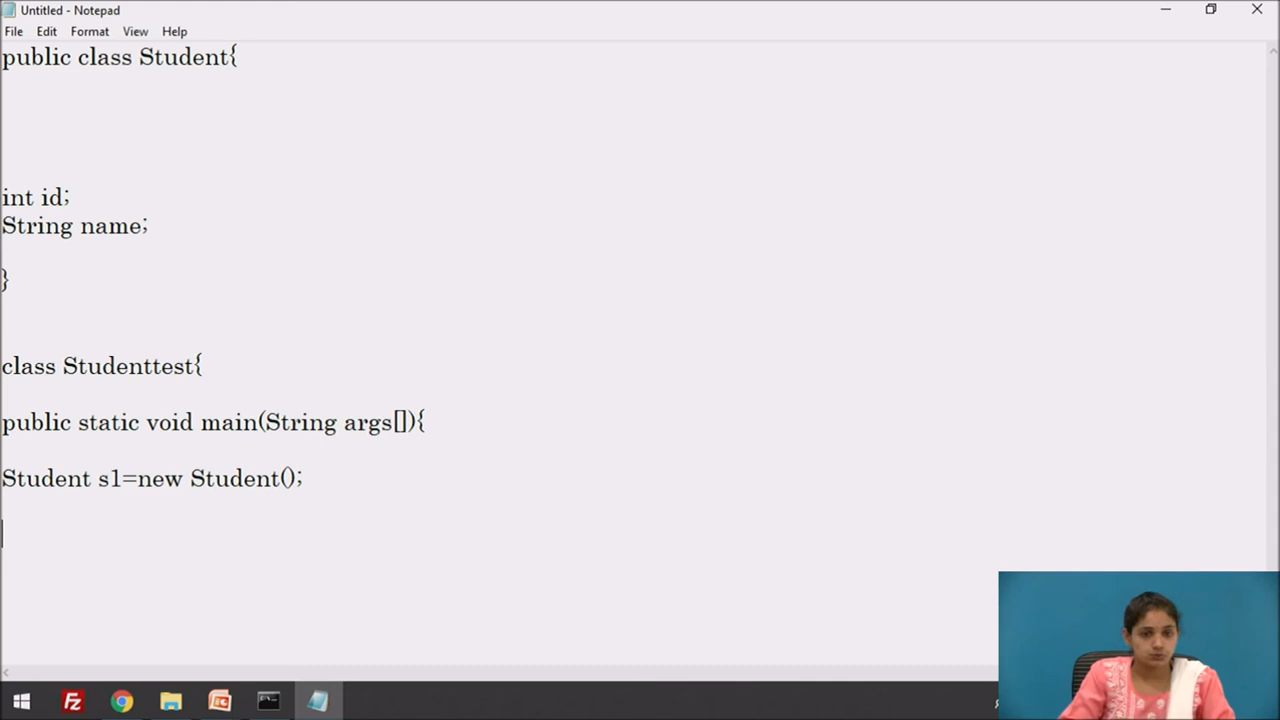 Untitled - Notepad
File Edit Format View Help
public class Student{
int id;
String name;
}
class Studenttest{
public static void main(String args[]){
Student s1=new Student();